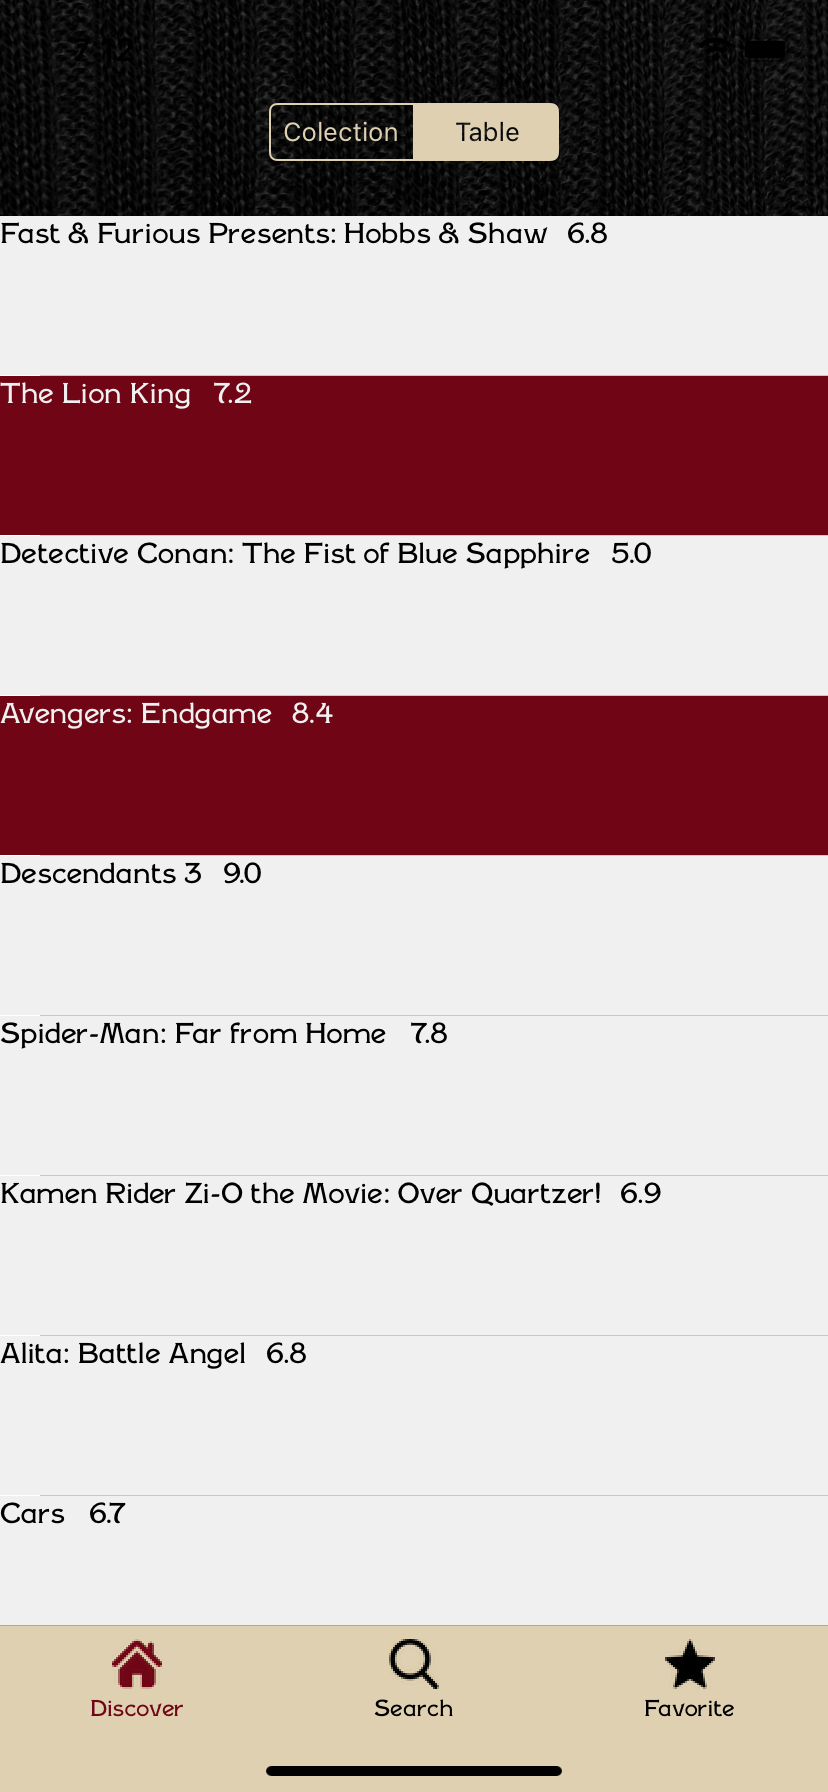 Colection Table
Fast & Furious Presents: Hobbs & Shaw 6.8
The Lion King 7.2
Detective Conan: The Fist of Blue Sapphire 5.0
Avengers: Endgame 8.4
Descendants 3 9.0
Spider-Man: Far from Home 7.8
Kamen Rider Zi-O the Movie: Over Quartzer! 6.9
Alita: Battle Angel 6.8
Cars 6.7
Discover Search Favorite